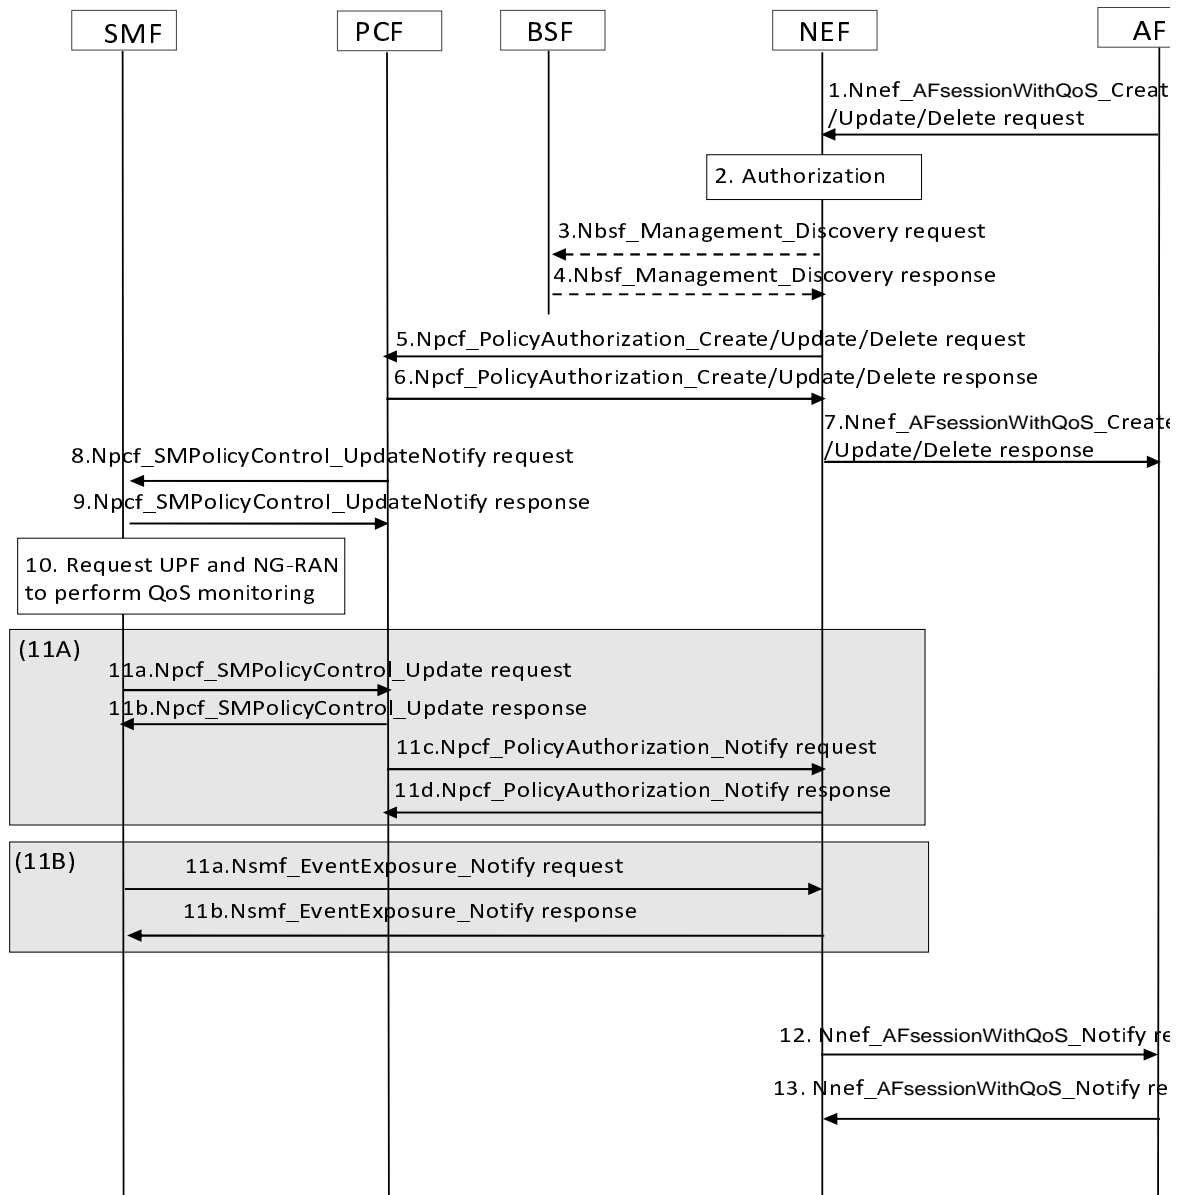 SMF
PCF
BSF
NEF
AF
1.Nnef_AFsessionWithQoS_Creat
/Update/Delete request
2. Authorization
3.Nbsf_Management_Discovery request
4.Nbsf_Management_Discovery response
5.Npcf_PolicyAuthorization_Create/Update/Delete request
6.Npcf_PolicyAuthorization_Create/Update/Delete response
7.Nnef_AFsessionWithQoS_Create
/Update/Delete response
8.Npcf_SMPolicyControl_UpdateNotify request
9.Npcf_SMPolicyControl_UpdateNotify response
10. Request UPF and NG-RAN
to perform QoS monitoring
(11A)
11a.Npcf_SMPolicyControl_Update request
11b.Npcf_SMPolicyControl_Update response
11c.Npcf_PolicyAuthorization_Notify request
11d.Npcf_PolicyAuthorization_Notify response
(11B)
11a.Nsmf_EventExposure_Notify request
11b.Nsmf_EventExposure_Notify response
12. Nnef_AFsessionWithQoS_Notify re
13. Nnef_AFsessionWithQoS_Notify re